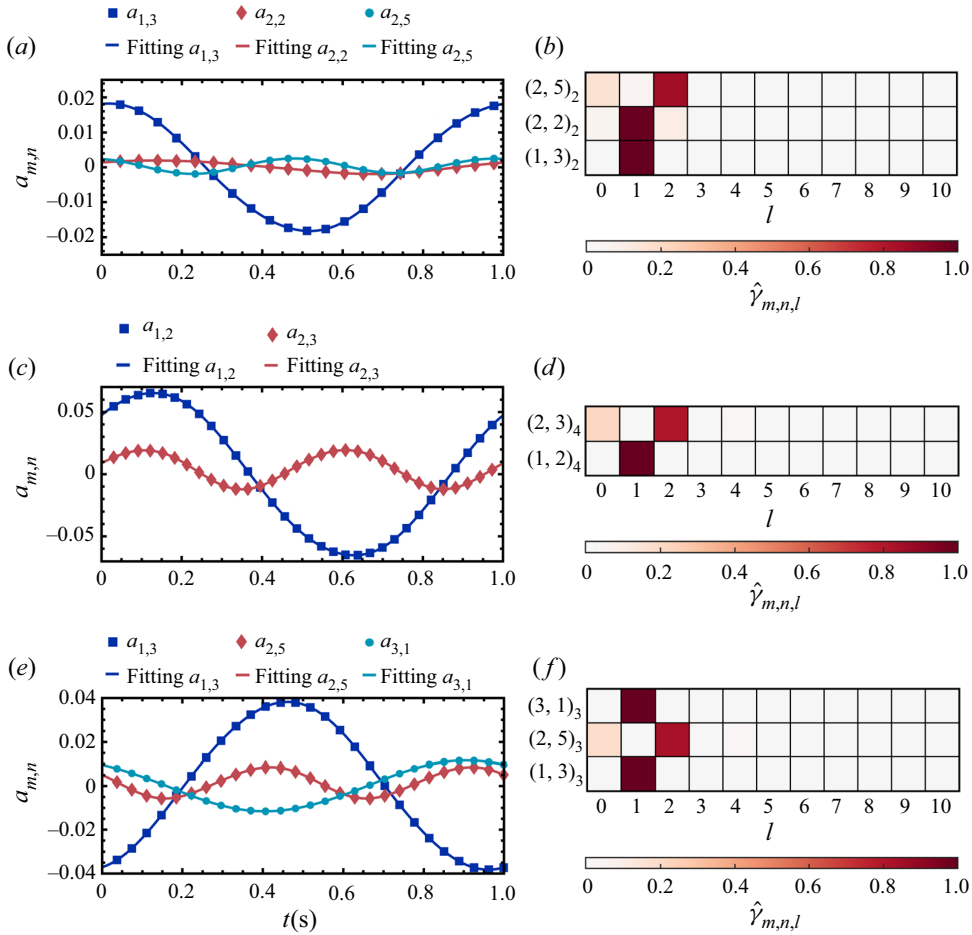 a1,3 a2,2 a2,5
(a) Fitting a1,3 Fitting a2,2 Fitting a2,5 (b)
0.02
0.01
0
−0.01
−0.02
am,n
0 0.2 0.4 0.6 0.8 1.0
(2, 5)2
(2, 2)2
(1, 3)2
0 1 2 3 4 5 6 7 8 9 10
l
0 0.2 0.4 0.6 0.8 1.0
γ̂m,n,l
a1,2 a2,3
(c) Fitting a1,2 Fitting a2,3 (d)
0.05
0
−0.05
am,n
0 0.2 0.4 0.6 0.8 1.0
(2, 3)4
(1, 2)4
0 1 2 3 4 5 6 7 8 9 10
l
0 0.2 0.4 0.6 0.8 1.0
γ̂m,n,l
a1,3 a2,5 a3,1
(e) Fitting a1,3 Fitting a2,5 Fitting a3,1 (f)
0.04
0.02
0
−0.02
−0.04
am,n
0 0.2 0.4 0.6 0.8 1.0
t(s)
(3, 1)3
(2, 5)3
(1, 3)3
0 1 2 3 4 5 6 7 8 9 10
l
0 0.2 0.4 0.6 0.8 1.0
γ̂m,n,l